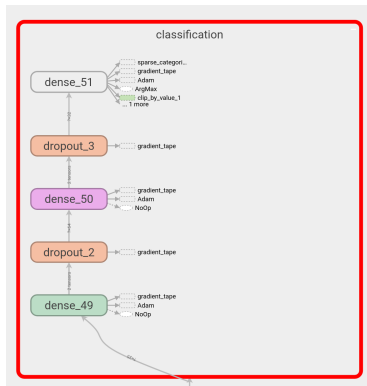 classification
sparse_categori...
gradient_tape
dense_51
Adam
ArgMax
clip_by_value_1
... 1 more
dropout_3
gradient_tape
gradient_tape
dense_50
Adam
NoOp
dropout_2
gradient_tape
gradient_tape
dense_49
Adam
NoOp